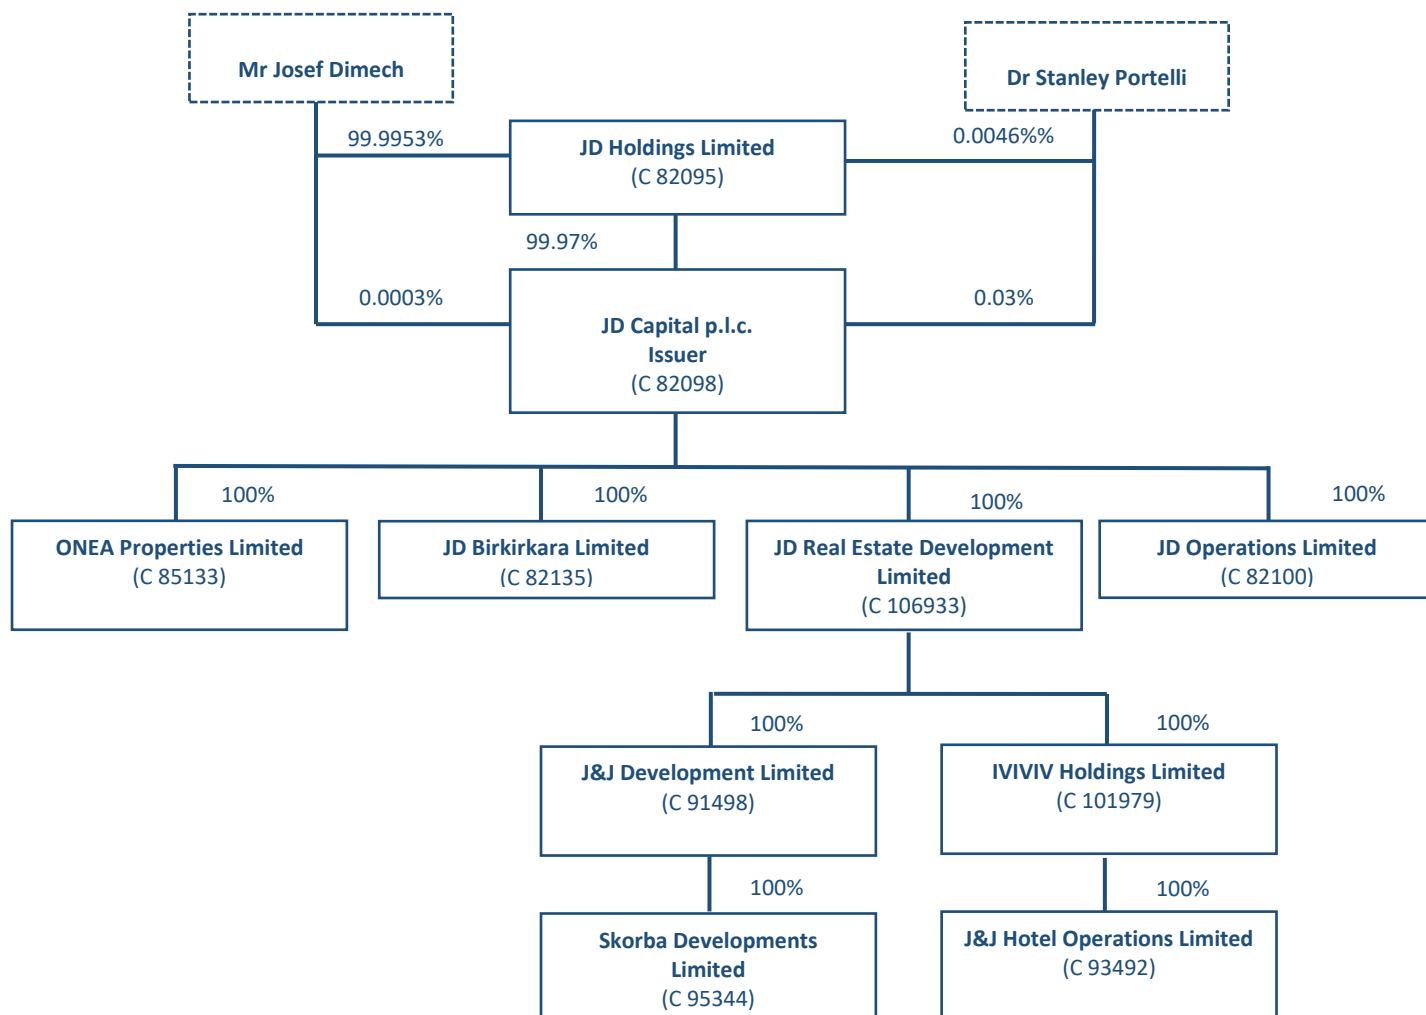 Mr Josef Dimech
Dr Stanley Portelli
99.9953%
JD Holdings Limited
(C 82095)
0.0046%%
99.97%
0.0003%
JD Capital p.l.c.
Issuer
(C 82098)
0.03%
100%
100%
100%
100%
ONEA Properties Limited
(C 85133)
JD Birkirkara Limited
(C 82135)
JD Real Estate Development
Limited
(C 106933)
JD Operations Limited
(C 82100)
100%
100%
J&J Development Limited
(C 91498)
IVIVIV Holdings Limited
(C 101979)
100%
100%
Skorba Developments
Limited
(C 95344)
J&J Hotel Operations Limited
(C 93492)